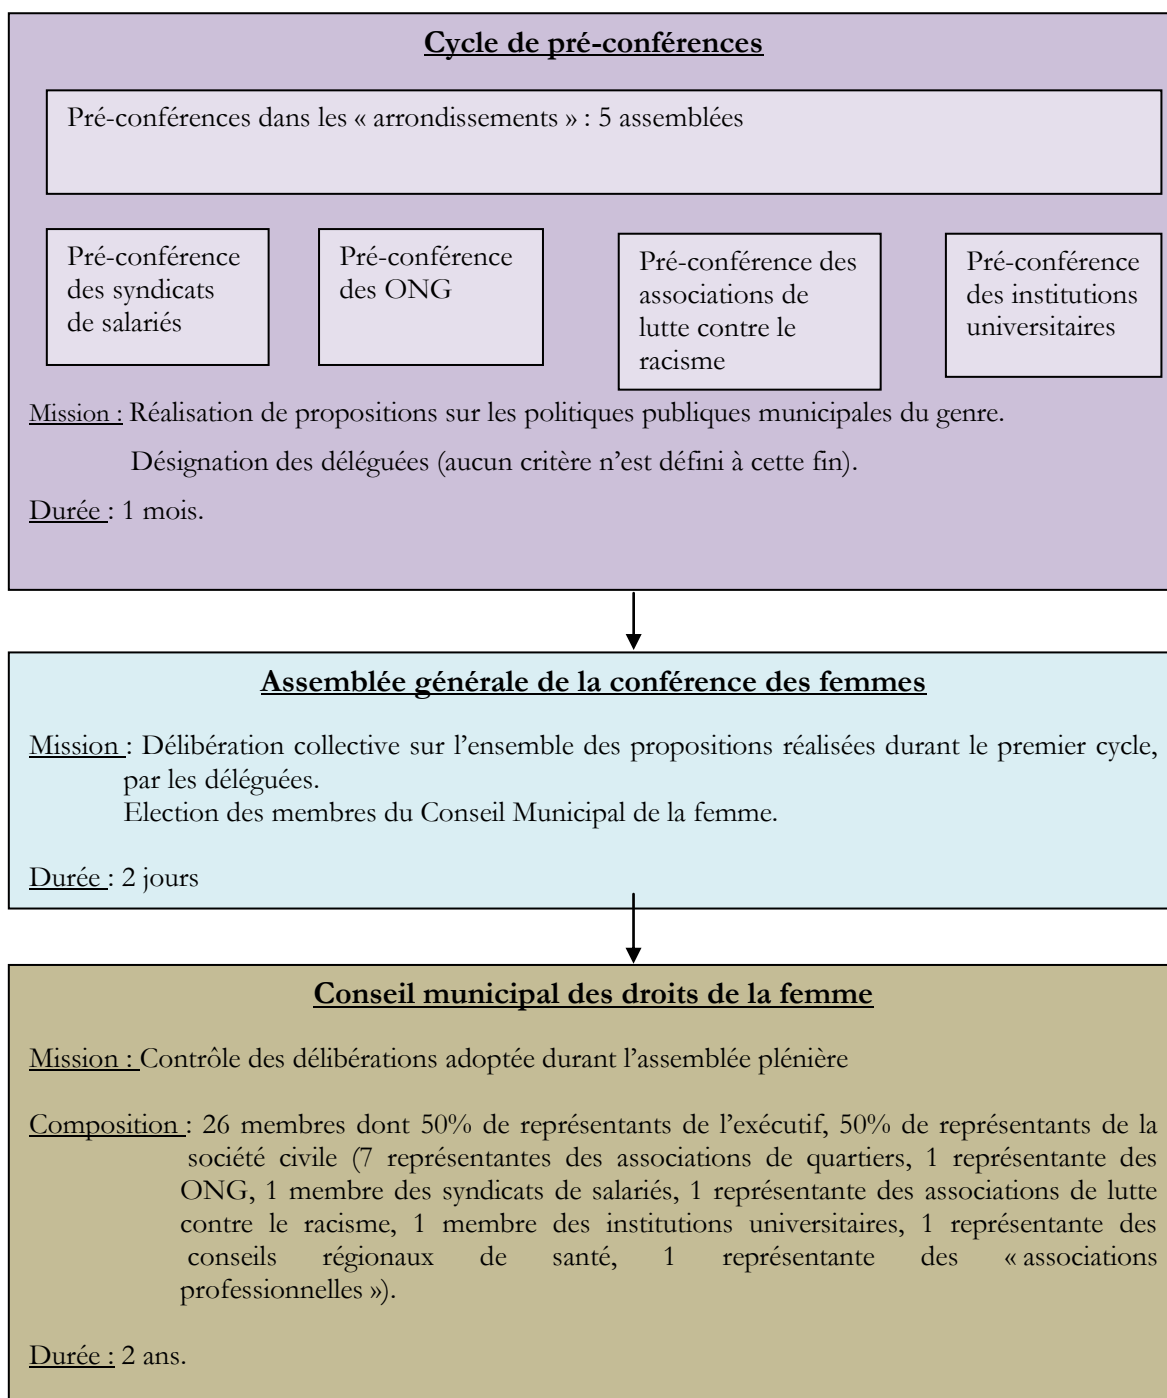 Cycle de pré-conférences
Pré-conférences dans les « arrondissements » : 5 assemblées
Pré-conférence
des syndicats
de salariés
Pré-conférence
des ONG
Pré-conférence des
associations de
lutte contre le
racisme
Pré-conférence
des institutions
universitaires
Mission : Réalisation de propositions sur les politiques publiques municipales du genre.
Désignation des déléguées (aucun critère n’est défini à cette fin).
Durée : 1 mois.
Assemblée générale de la conférence des femmes
Mission : Délibération collective sur l’ensemble des propositions réalisées durant le premier cycle,
par les déléguées.
Election des membres du Conseil Municipal de la femme.
Durée : 2 jours
Conseil municipal des droits de la femme
Mission : Contrôle des délibérations adoptée durant l’assemblée plénière
Composition : 26 membres dont 50% de représentants de l’exécutif, 50% de représentants de la
société civile (7 représentantes des associations de quartiers, 1 représentante des
ONG, 1 membre des syndicats de salariés, 1 représentante des associations de lutte
contre le racisme, 1 membre des institutions universitaires, 1 représentante des
conseils régionaux de santé, 1 représentante des « associations
professionnelles »).
Durée : 2 ans.